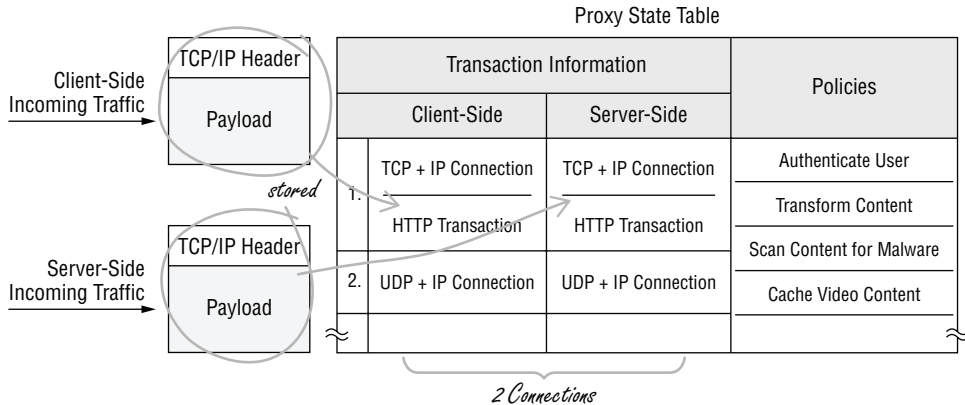 Proxy State Table
Client-Side
Incoming Traffic
TCP/IP Header
Payload
stored
Server-Side
Incoming Traffic
TCP/IP Header
Payload
Transaction Information
Policies
Client-Side
Server-Side
1.
TCP + IP Connection
HTTP Transaction
TCP + IP Connection
HTTP Transaction
2.
UDP + IP Connection
UDP + IP Connection
Authenticate User
Transform Content
Scan Content for Malware
Cache Video Content
2 Connections